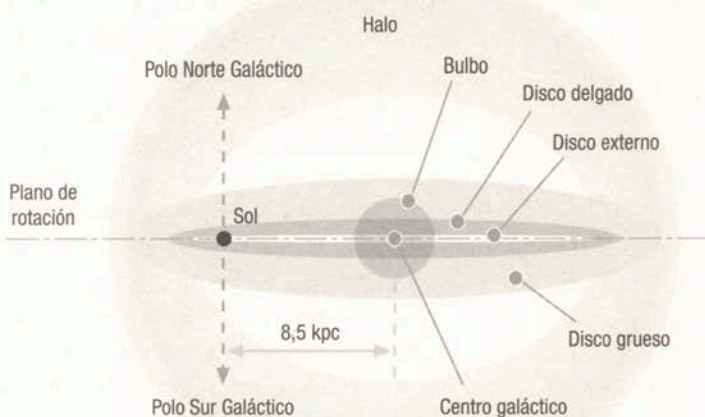 Halo
Polo Norte Galáctico
Bulbo
Disco delgado
Disco externo
Plano de
rotación
Sol
8,5 kpc
Disco grueso
Polo Sur Galáctico
Centro galáctico